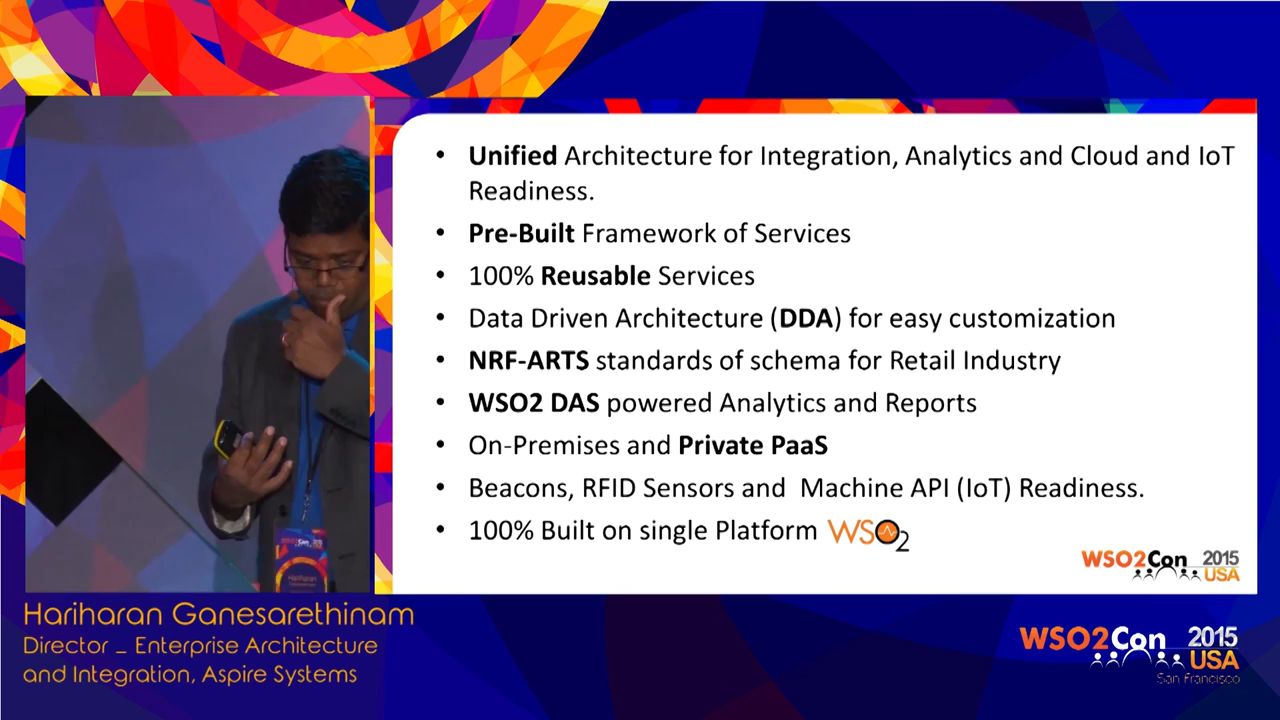 • Unified Architecture for Integration, Analytics and Cloud and IoT
Readiness.
• Pre-Built Framework of Services
• 100% Reusable Services
• Data Driven Architecture (DDA) for easy customization
• NRF-ARTS standards of schema for Retail Industry
• WSO2 DAS powered Analytics and Reports
• On-Premises and Private PaaS
• Beacons, RFID Sensors and  Machine API (IoT) Readiness.
• 100% Built on single Platform WSO2
WSO2Con 2015
USA
Hariharan
Hariharan Ganesarethinam
Director _ Enterprise Architecture
and Integration, Aspire Systems
WSO2Con 2015
USA
San Francisco